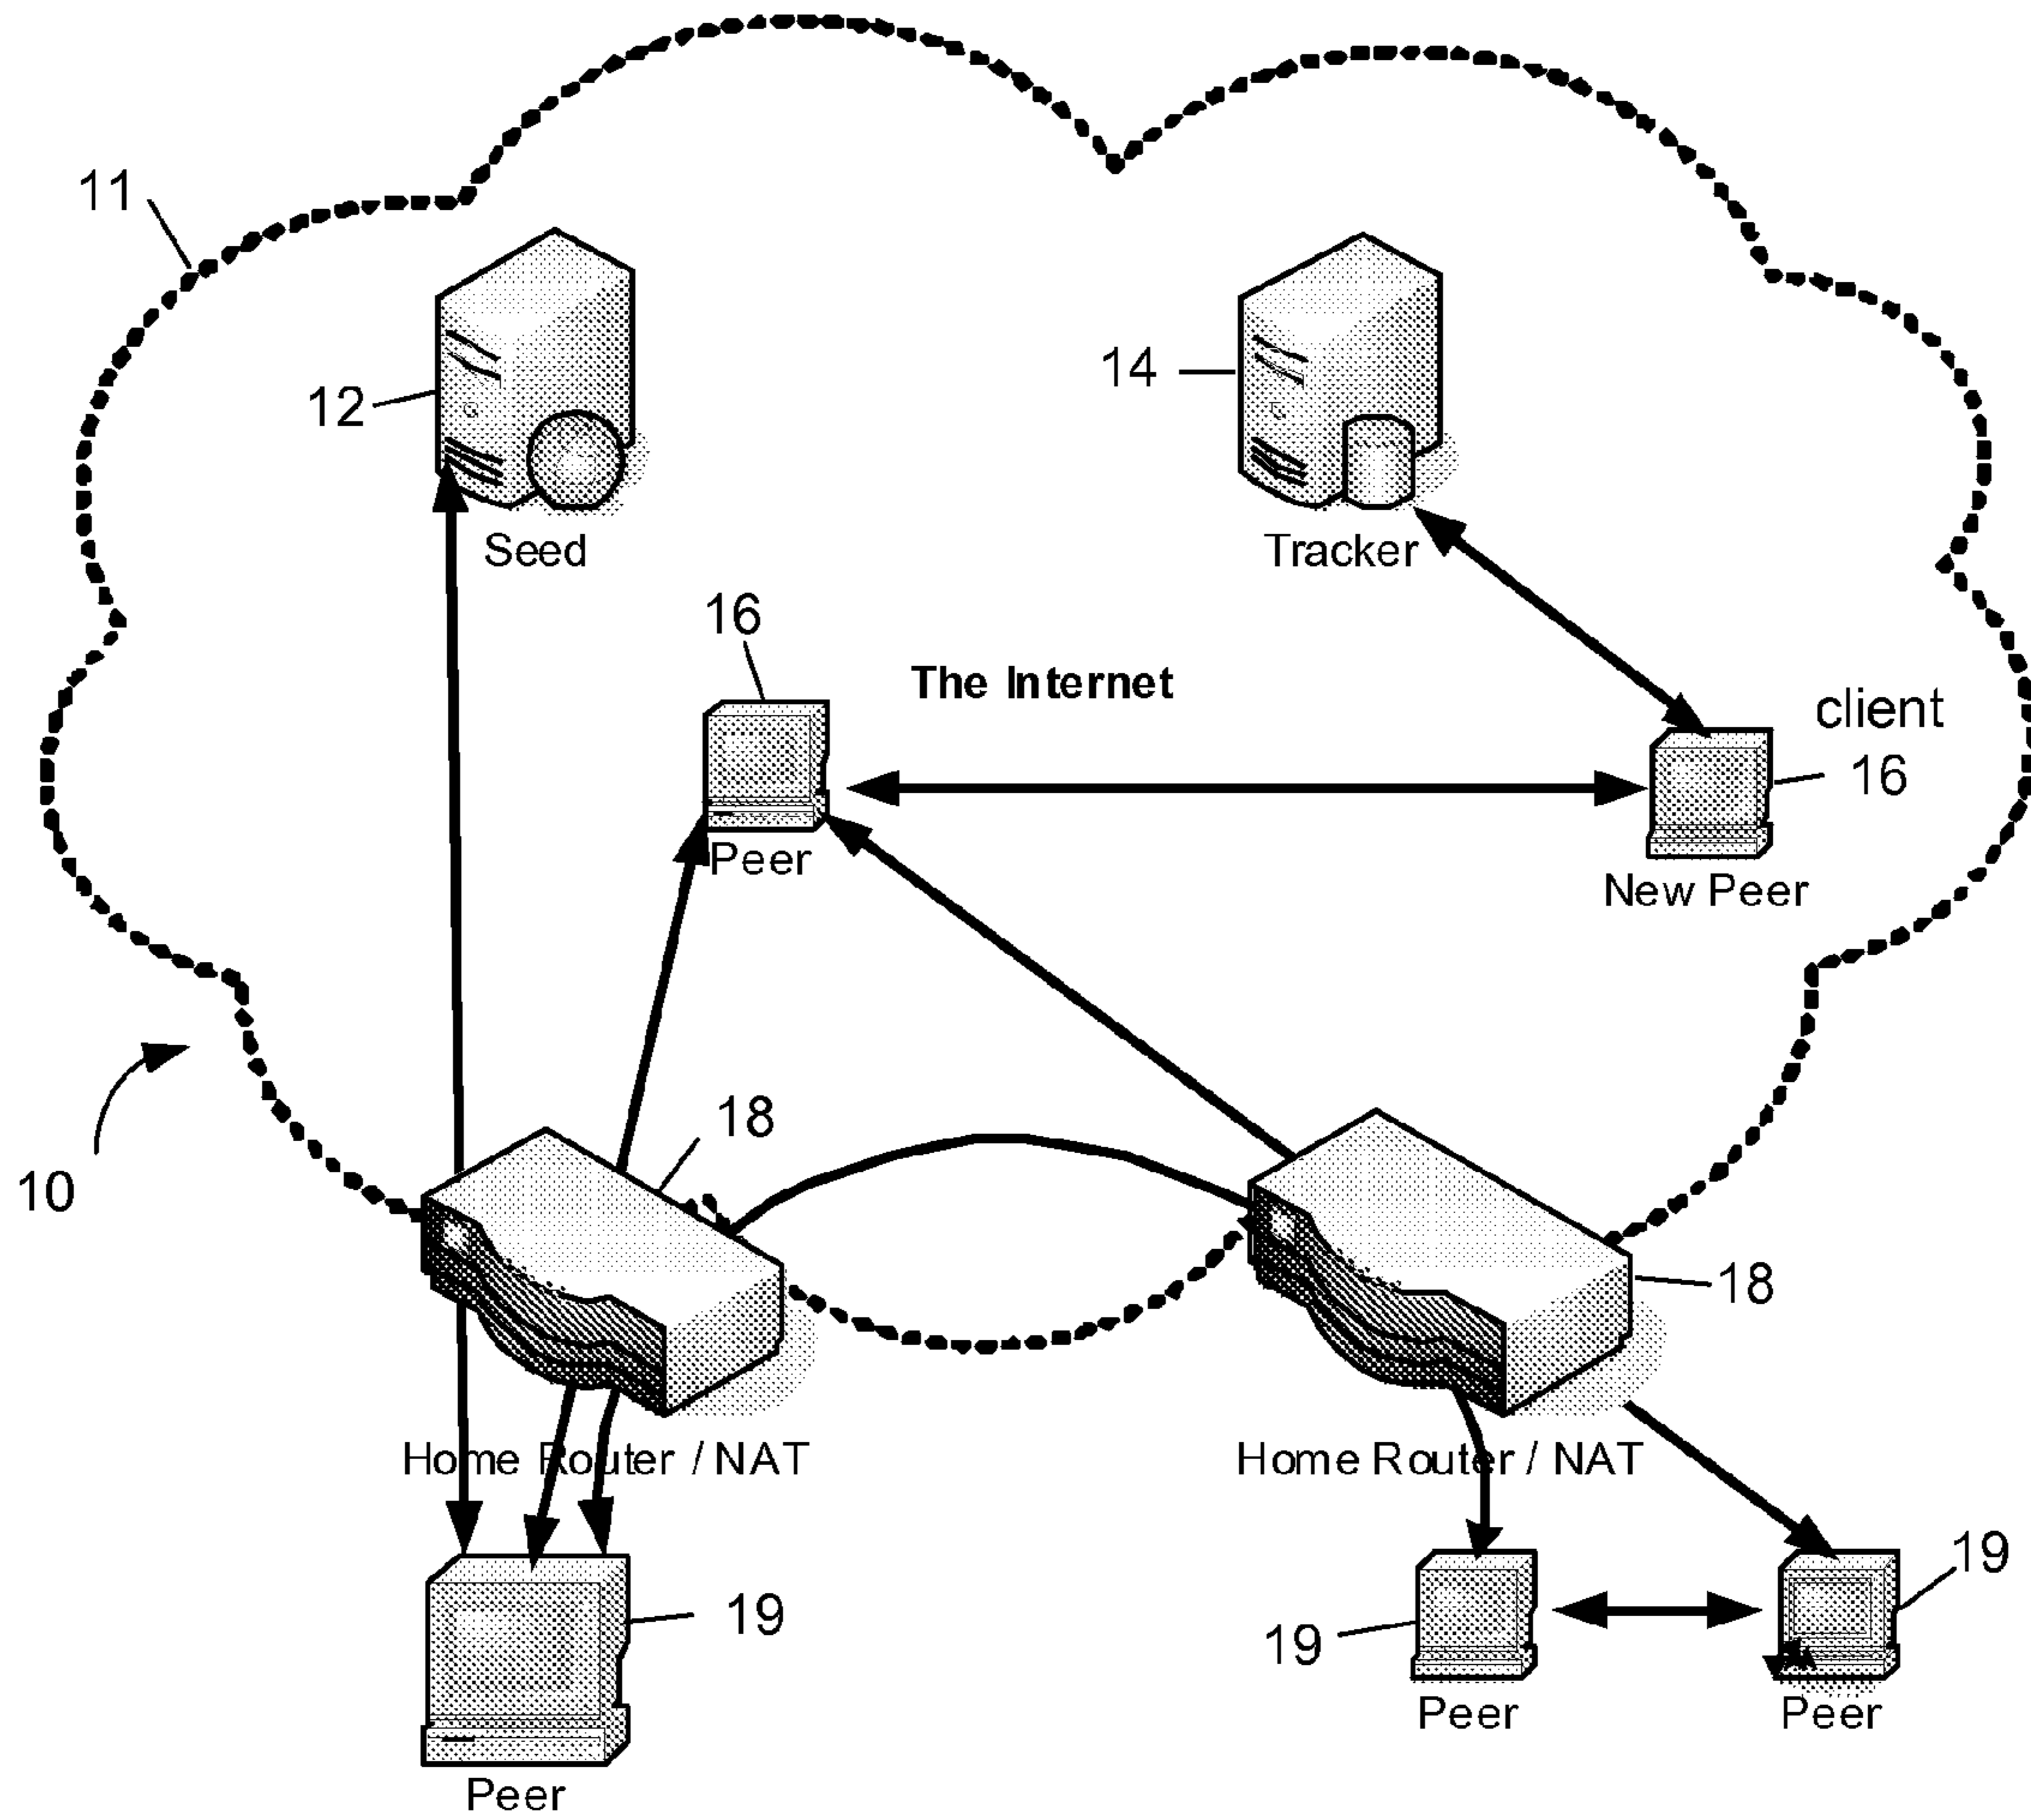 11
12
14
Seed
Tracker
16
The Internet
client
16
Peer
New Peer
10
18
18
Home Router / NAT
Home Router / NAT
19
19
19
Peer
Peer
Peer